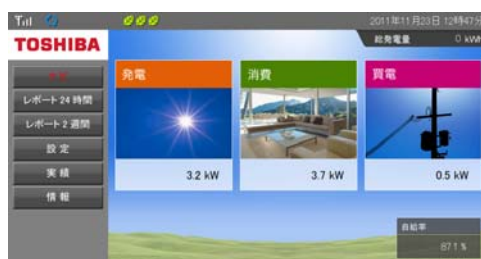 2011年11月23日 12時47分
TOSHIBA
総発電量 0 kWh
発電
消費
買電
レポート24時間
レポート2週間
設定
実績
情報
3.2 kW
3.7 kW
0.5 kW
自給率
87.1 %